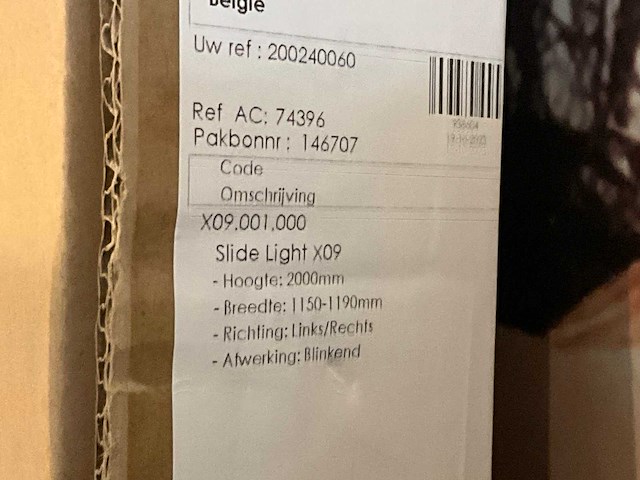 België
Uw ref : 200240060
Ref AC: 74396
Pakbonnr : 146707
Code
Omschrijving
X09.001.000
Slide Light X09
- Hoogte: 2000mm
- Breedte: 1150-1190mm
- Richting: Links/Rechts
- Afwerking: Blinkend